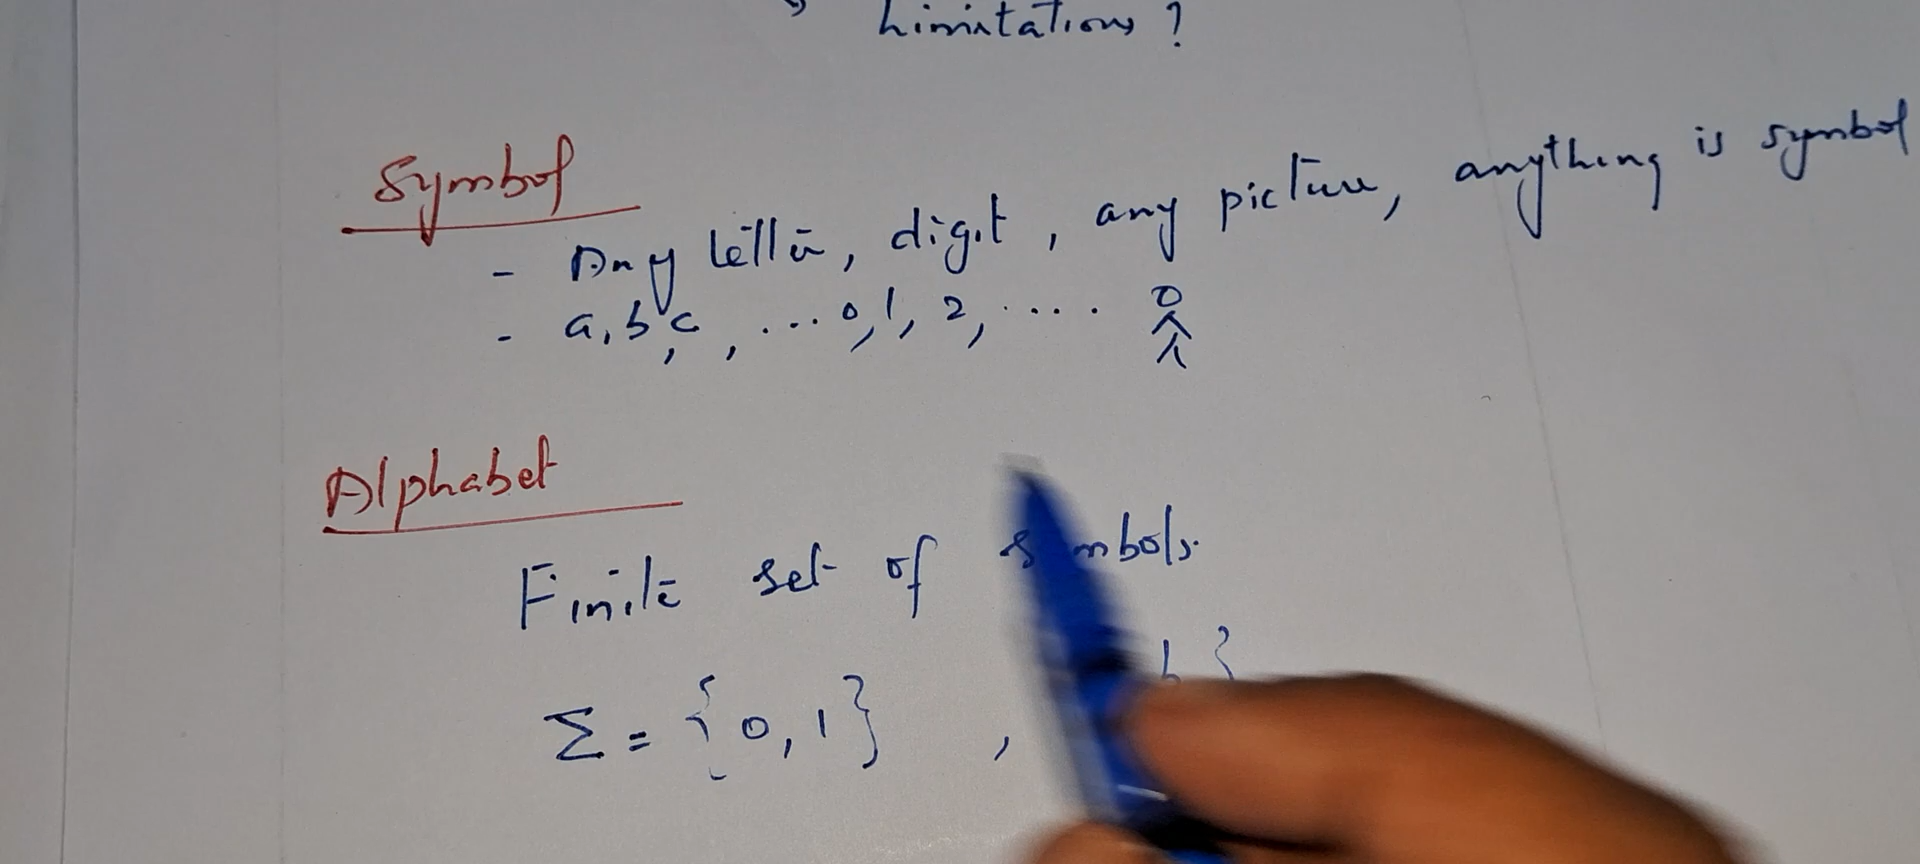 Limitations ?
Symbol
- Any letter, digit, any picture, anything is symbol
- a, b, c, ... 0, 1, 2, ....
Alphabet
Finite set of symbols.
Σ = {0, 1} , b}